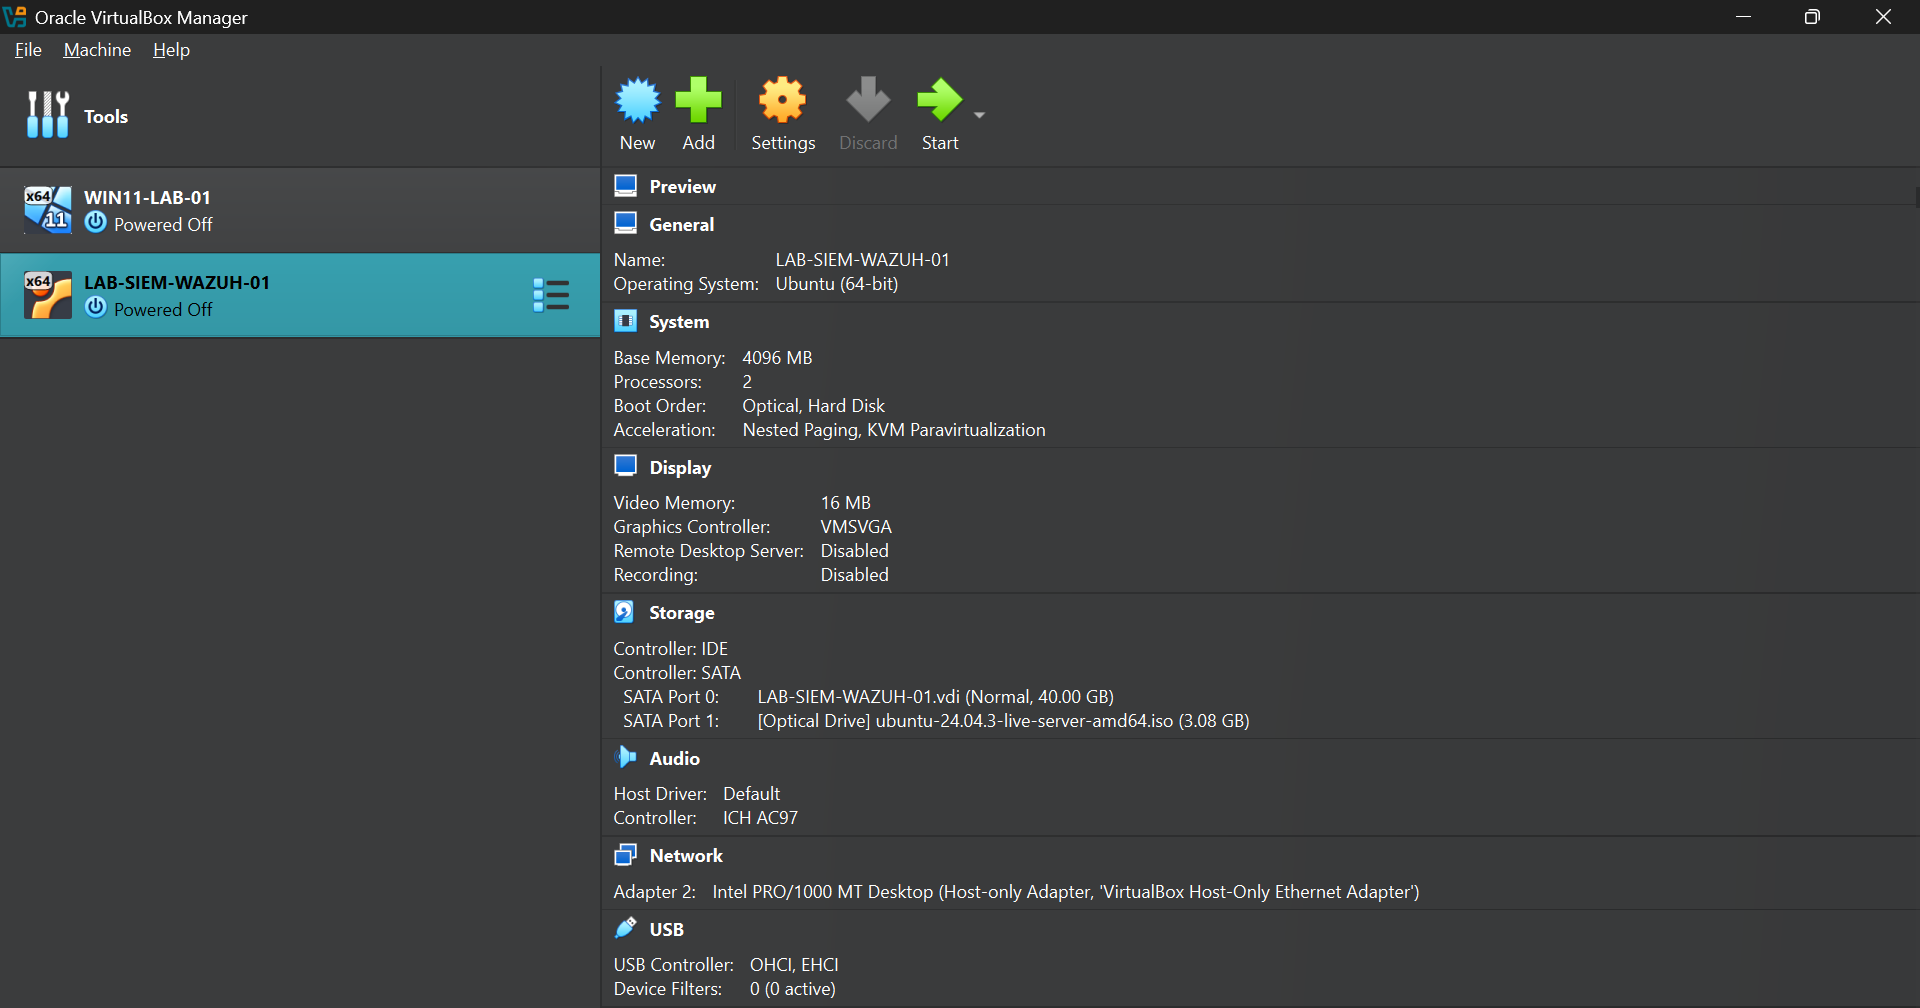 Oracle VirtualBox Manager
File Machine Help
Tools
New Add Settings Discard Start
x64 11 WIN11-LAB-01
Powered Off
x64 LAB-SIEM-WAZUH-01
Powered Off
Preview
General
Name: LAB-SIEM-WAZUH-01
Operating System: Ubuntu (64-bit)
System
Base Memory: 4096 MB
Processors: 2
Boot Order: Optical, Hard Disk
Acceleration: Nested Paging, KVM Paravirtualization
Display
Video Memory: 16 MB
Graphics Controller: VMSVGA
Remote Desktop Server: Disabled
Recording: Disabled
Storage
Controller: IDE
Controller: SATA
SATA Port 0: LAB-SIEM-WAZUH-01.vdi (Normal, 40.00 GB)
SATA Port 1: [Optical Drive] ubuntu-24.04.3-live-server-amd64.iso (3.08 GB)
Audio
Host Driver: Default
Controller: ICH AC97
Network
Adapter 2: Intel PRO/1000 MT Desktop (Host-only Adapter, 'VirtualBox Host-Only Ethernet Adapter')
USB
USB Controller: OHCI, EHCI
Device Filters: 0 (0 active)